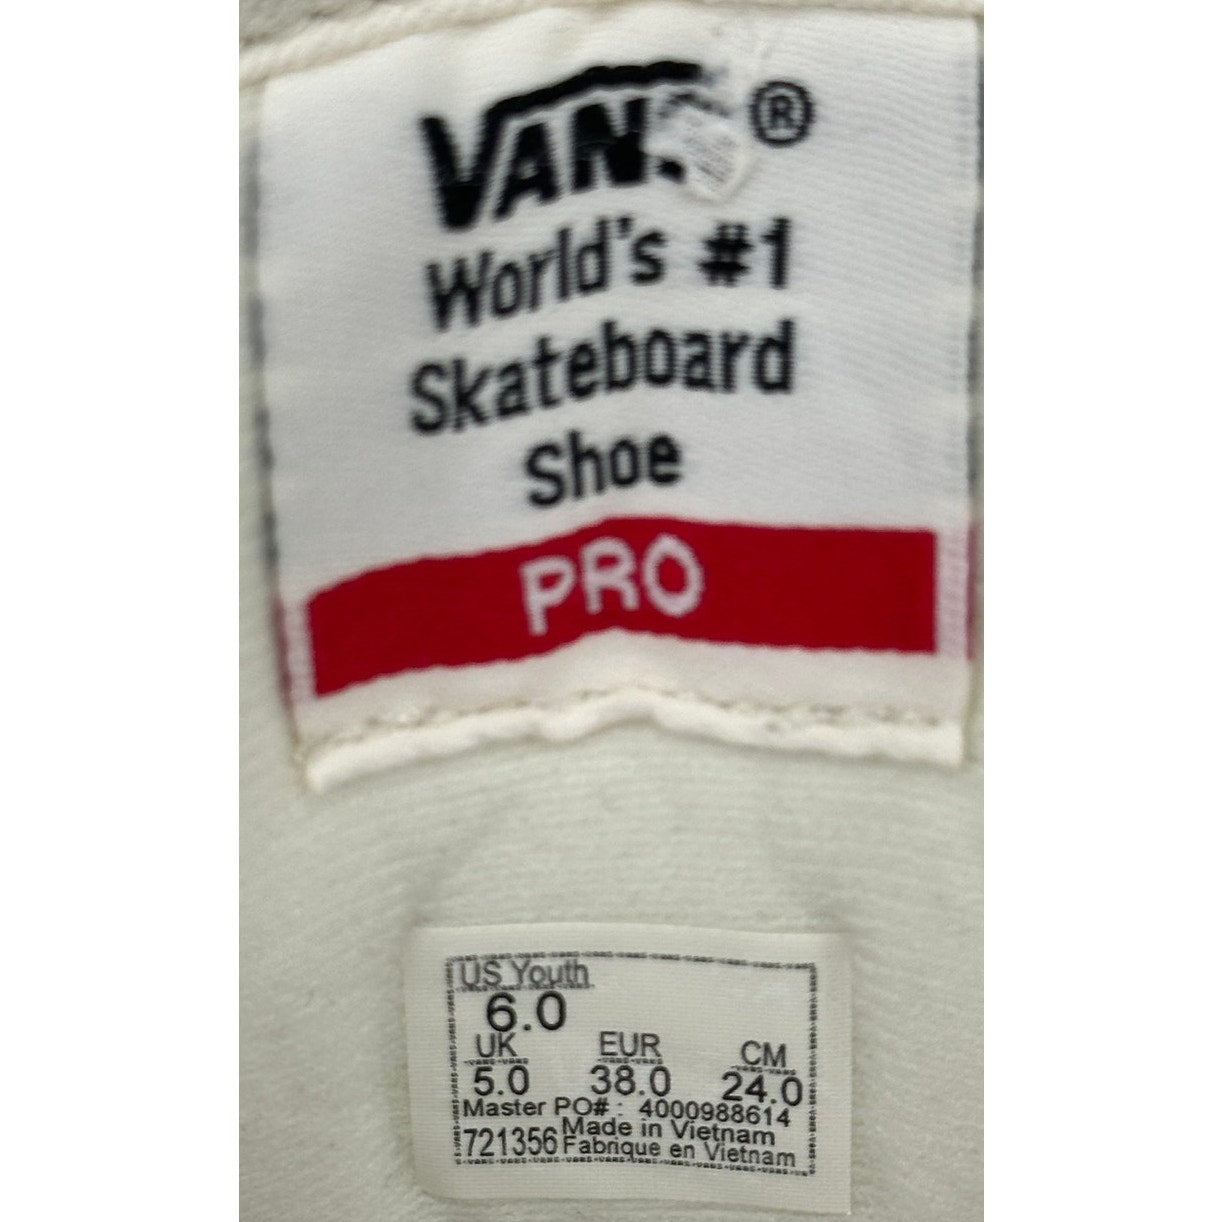 VANS®
World's #1
Skateboard
Shoe
PRO
US Youth
6.0
UK EUR CM
5.0 38.0 24.0
Master PO# : 4000988614
721356 Made in Vietnam
Fabrique en Vietnam